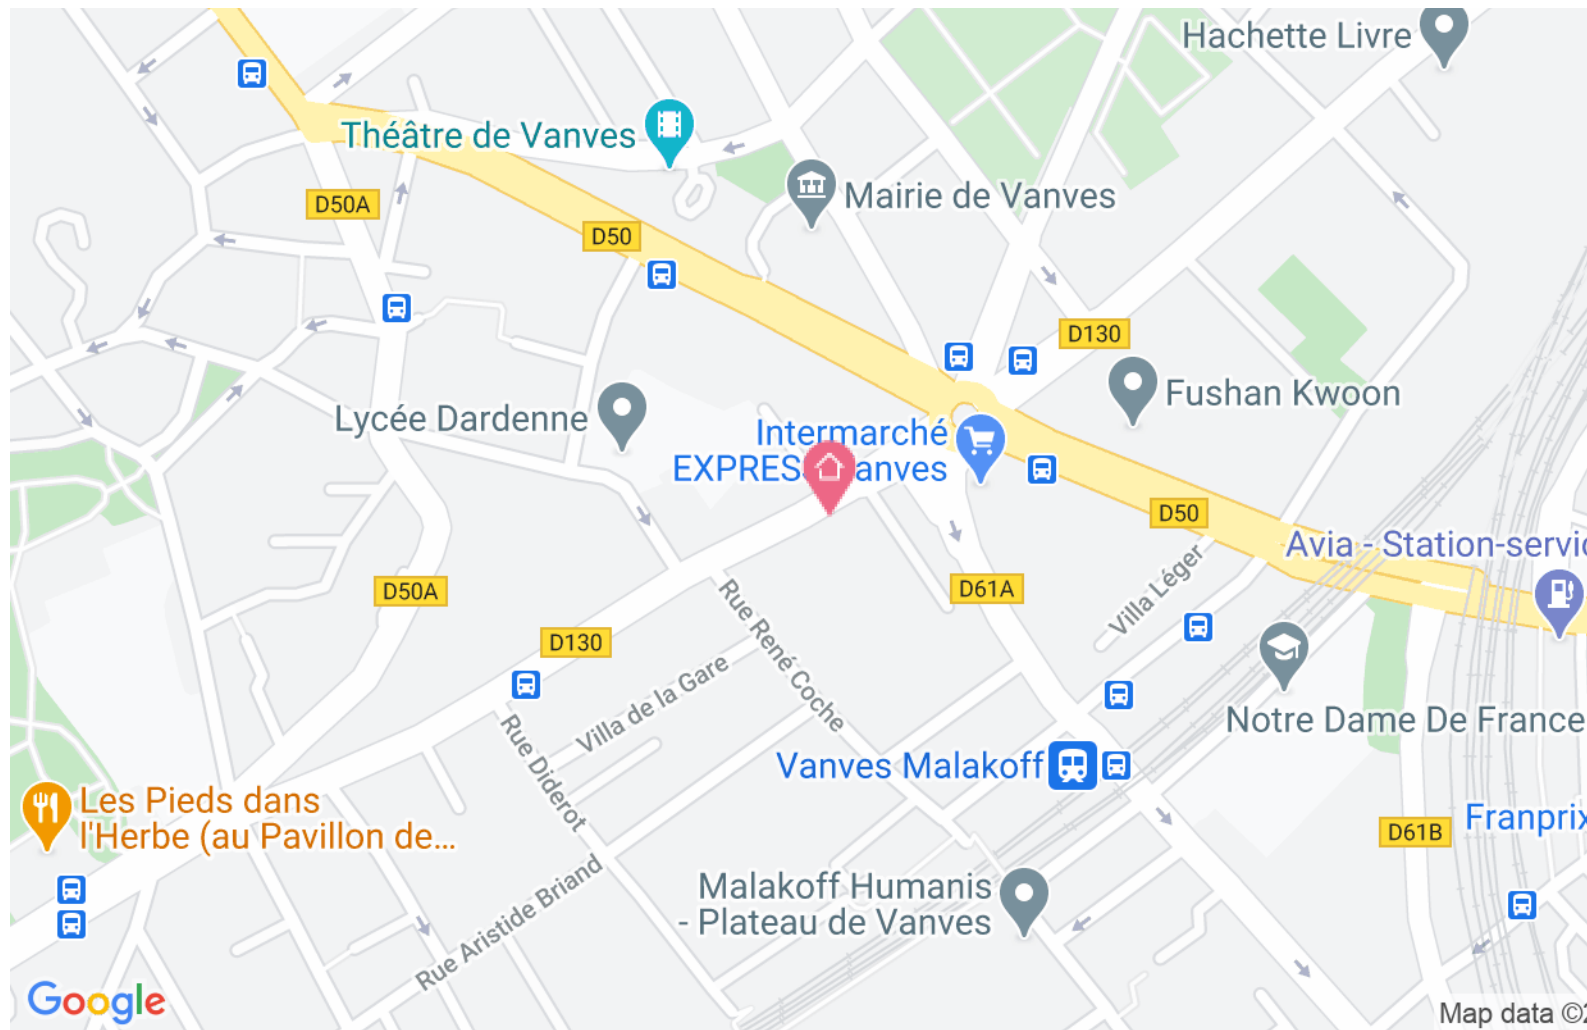 Hachette Livre
Théâtre de Vanves
Mairie de Vanves
D50A
D50
D130
Fushan Kwoon
Lycée Dardenne
Intermarché
EXPRES anves
D50
Avia - Station-servic
D50A
D61A
Villa Léger
Rue René Coche
D130
Villa de la Gare
Notre Dame De France
Rue Diderot
Vanves Malakoff
Les Pieds dans
l'Herbe (au Pavillon de...
Franprix
D61B
Malakoff Humanis
- Plateau de Vanves
Rue Aristide Briand
Google
Map data ©2